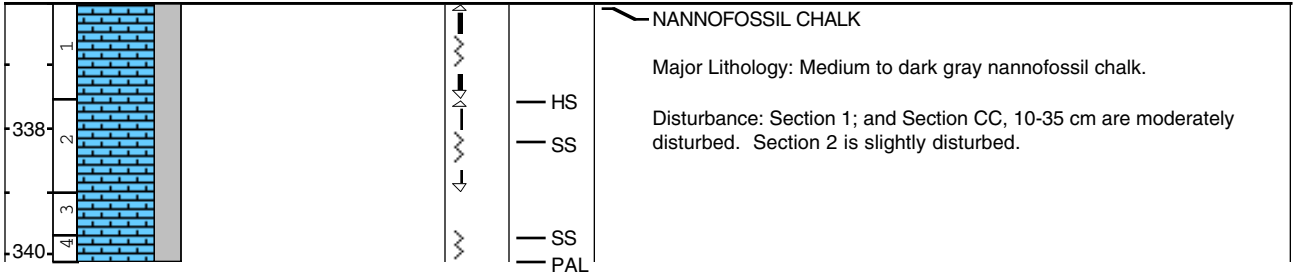 NANNOFOSSIL CHALK
Major Lithology: Medium to dark gray nannofossil chalk.
Disturbance: Section 1; and Section CC, 10-35 cm are moderately
disturbed. Section 2 is slightly disturbed.
1
HS
338
2
SS
3
SS
4
340
PAL